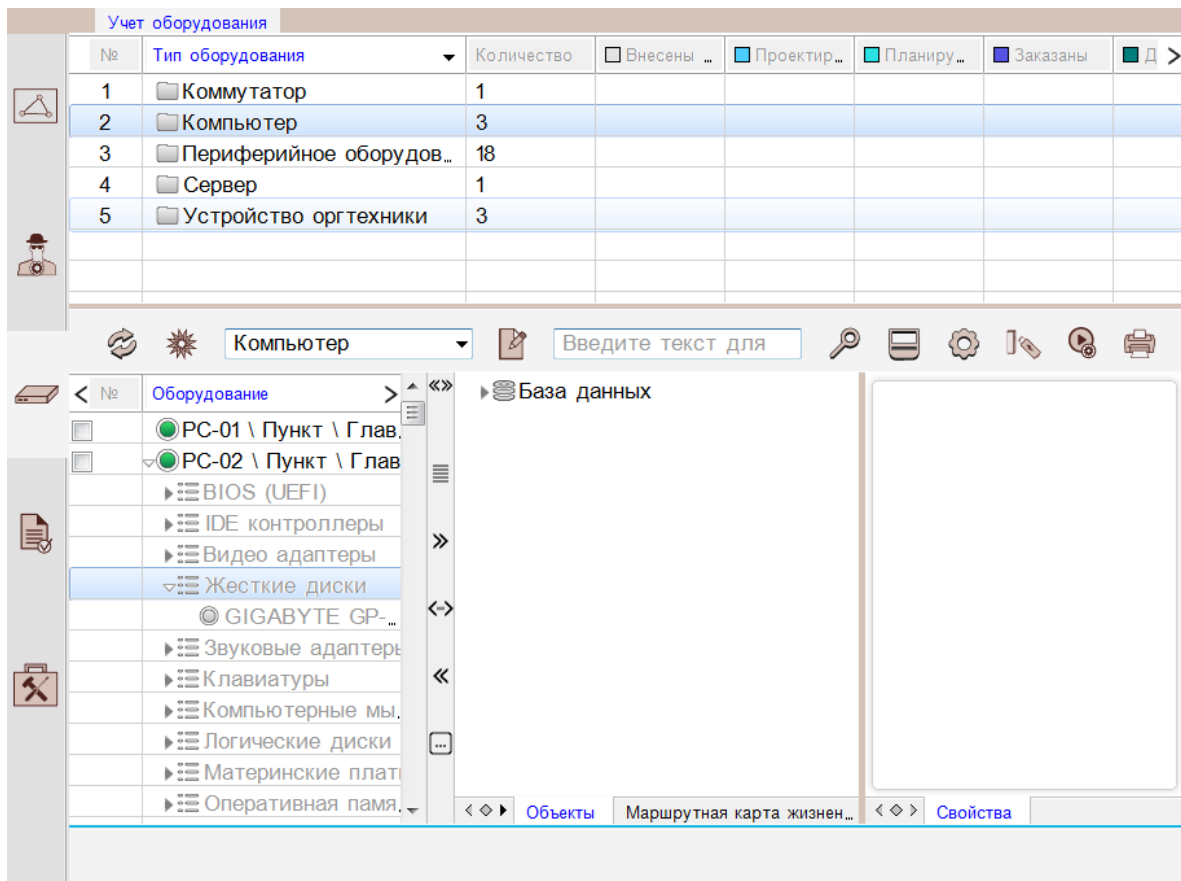 Учет оборудования
№ Тип оборудования Количество Внесены ... Проектир... Планиру... Заказаны Д
1 Коммутатор 1
2 Компьютер 3
3 Периферийное оборудов... 18
4 Сервер 1
5 Устройство оргтехники 3
Компьютер Введите текст для
№ Оборудование
База данных
PC-01 \ Пункт \ Глав.
PC-02 \ Пункт \ Глав
BIOS (UEFI)
IDE контроллеры
Видео адаптеры
Жесткие диски
GIGABYTE GP-...
Звуковые адаптеры
Клавиатуры
Компьютерные мы.
Логические диски
Материнские плат
Оперативная памя.
Объекты Маршрутная карта жизнен... Свойства